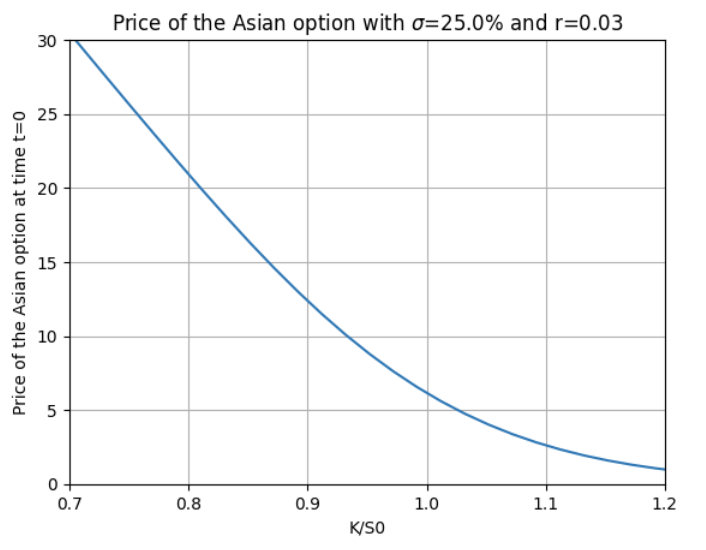 Price of the Asian option with σ=25.0% and r=0.03
Price of the Asian option at time t=0
30
25
20
15
10
5
0
0.7 0.8 0.9 1.0 1.1 1.2
K/S0